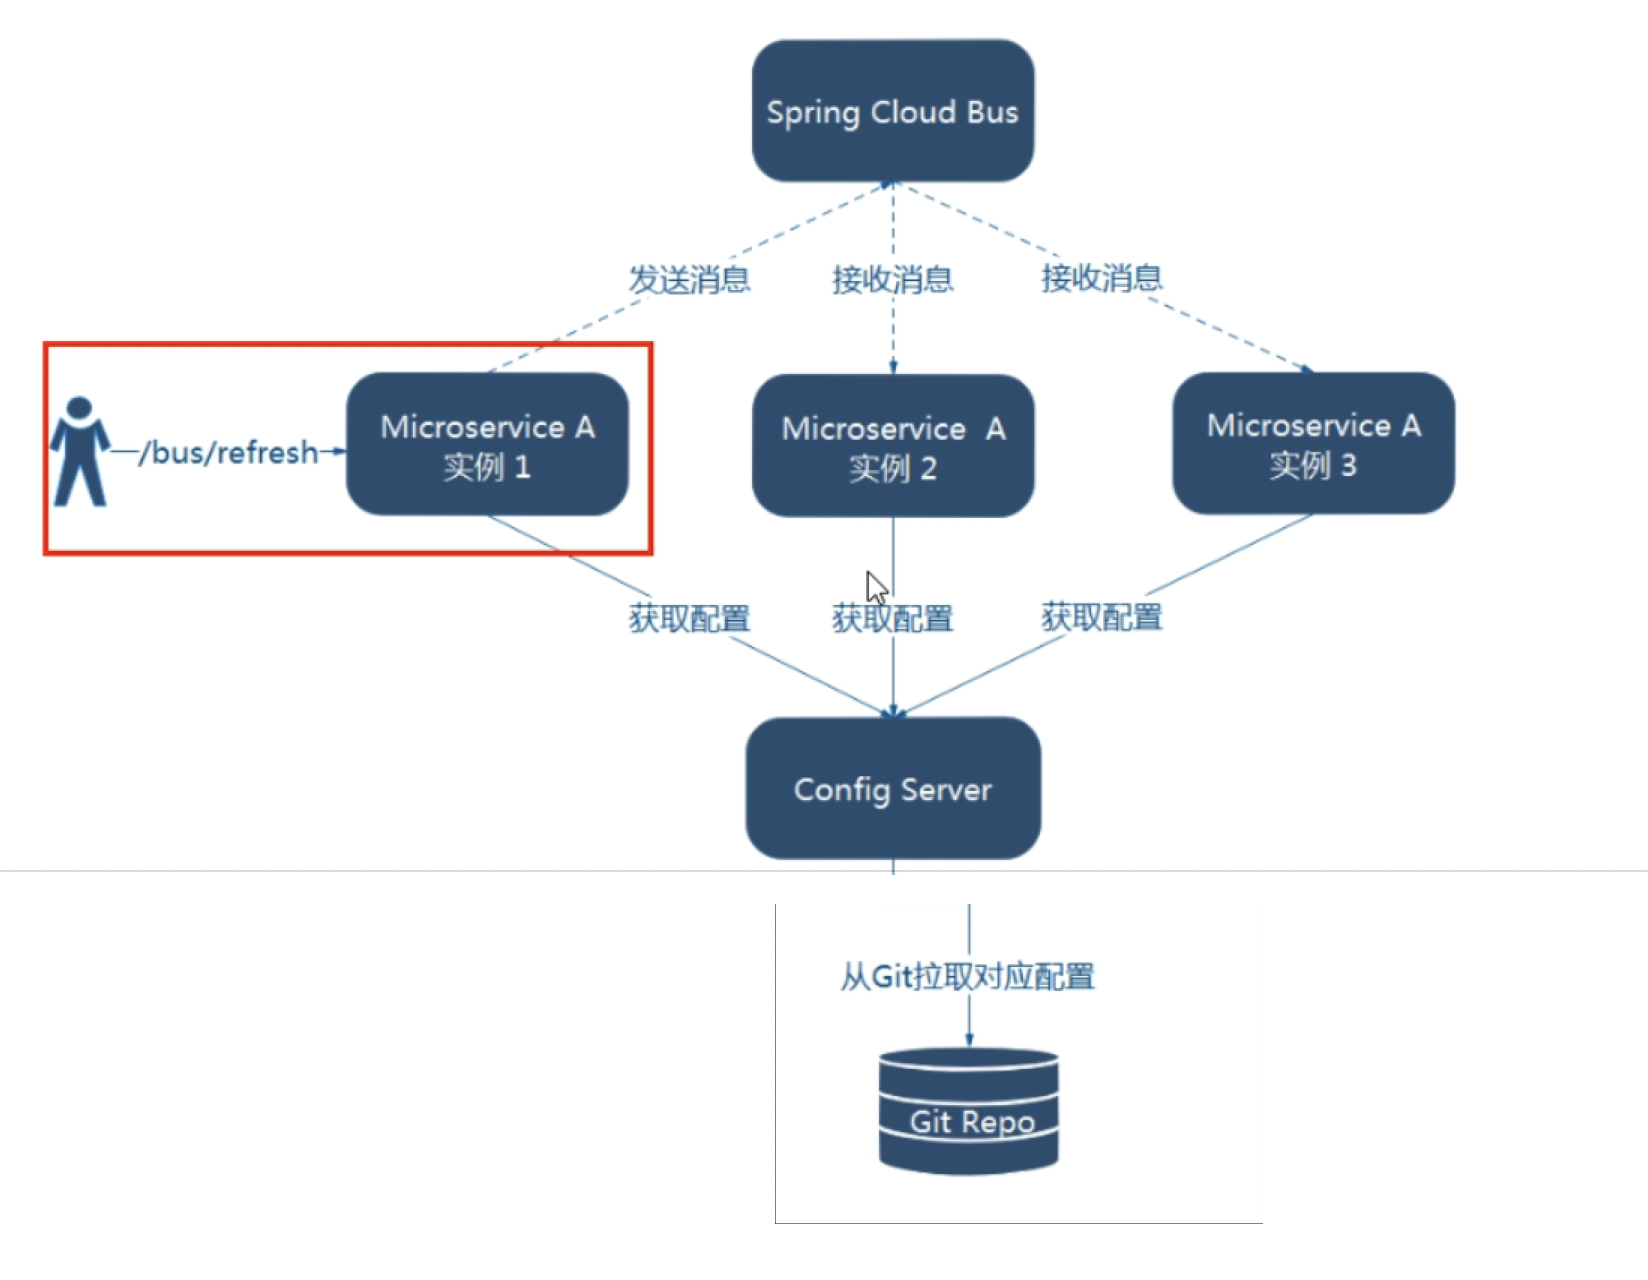 Spring Cloud Bus
发送消息
接收消息
接收消息
/bus/refresh
Microservice A
实例 1
Microservice A
实例 2
Microservice A
实例 3
获取配置
获取配置
获取配置
Config Server
从Git拉取对应配置
Git Repo